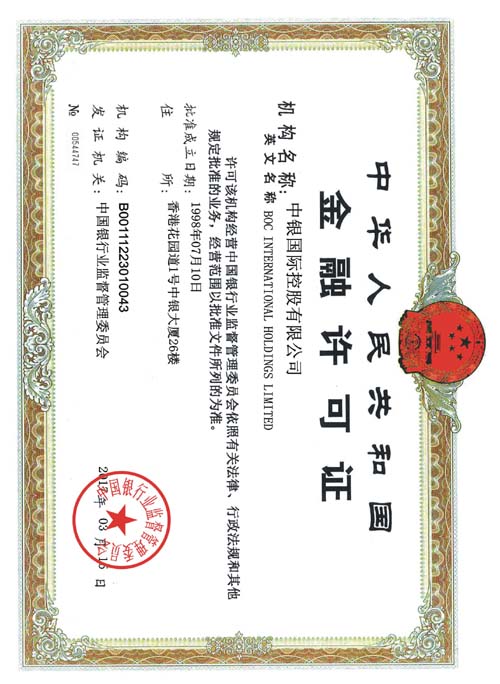 中华人民共和国
金融许可证
机构名称：中银国际控股有限公司
英文名称 BOC INTERNATIONAL HOLDINGS LIMITED
许可该机构经营中国银行业监督管理委员会依照有关法律、行政法规和其他
规定批准的业务，经营范围以批准文件所列的为准。
批准成立日期：1998年07月10日
住 所：香港花园道1号中银大厦26楼
机构编码：B0011122301004３
发证机关：中国银行业监督管理委员会
№ 00544747
中国银行业监督管理委员会
年 03 月 日